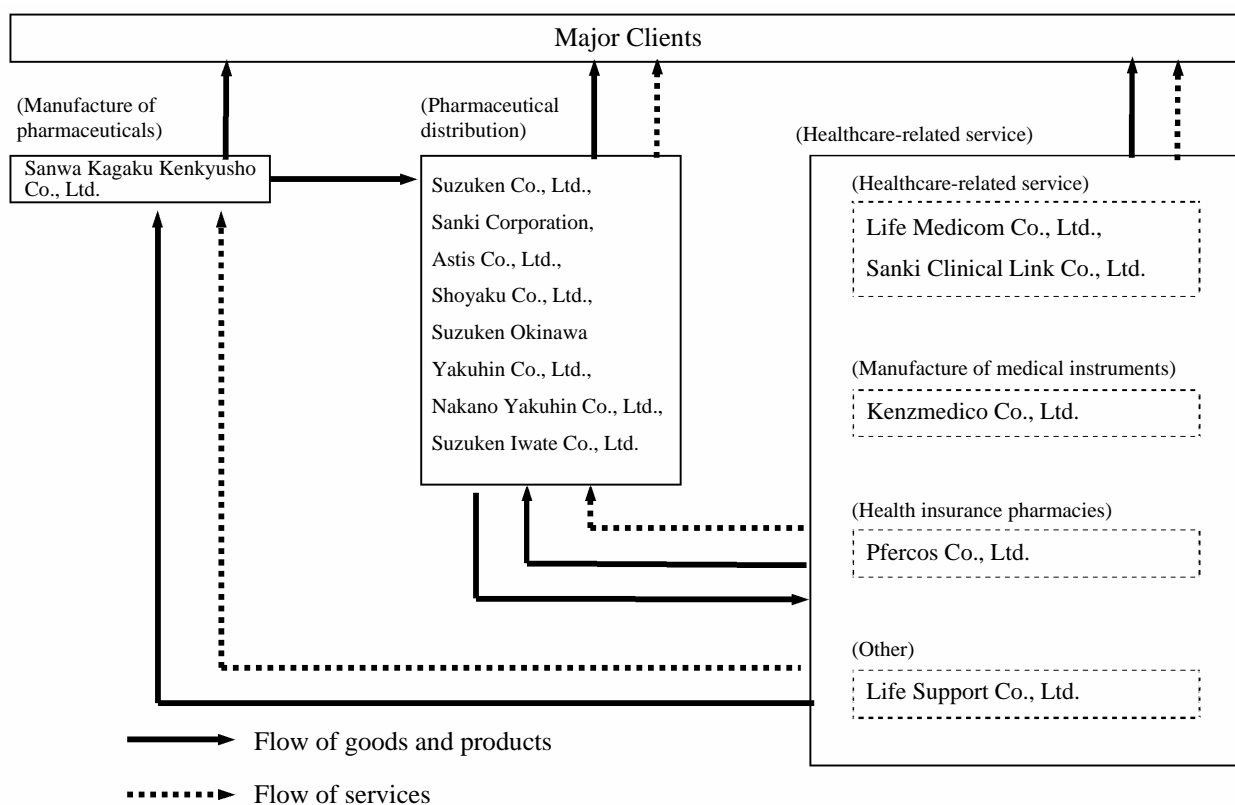 Major Clients
(Manufacture of
pharmaceuticals)
Sanwa Kagaku Kenkyusho
Co., Ltd.
(Pharmaceutical
distribution)
Suzuken Co., Ltd.,
Sanki Corporation,
Astis Co., Ltd.,
Shoyaku Co., Ltd.,
Suzuken Okinawa
Yakuhin Co., Ltd.,
Nakano Yakuhin Co., Ltd.,
Suzuken Iwate Co., Ltd.
(Healthcare-related service)
(Healthcare-related service)
Life Medicom Co., Ltd.,
Sanki Clinical Link Co., Ltd.
(Manufacture of medical instruments)
Kenzmedico Co., Ltd.
(Health insurance pharmacies)
Pfercos Co., Ltd.
(Other)
Life Support Co., Ltd.
Flow of goods and products
Flow of services